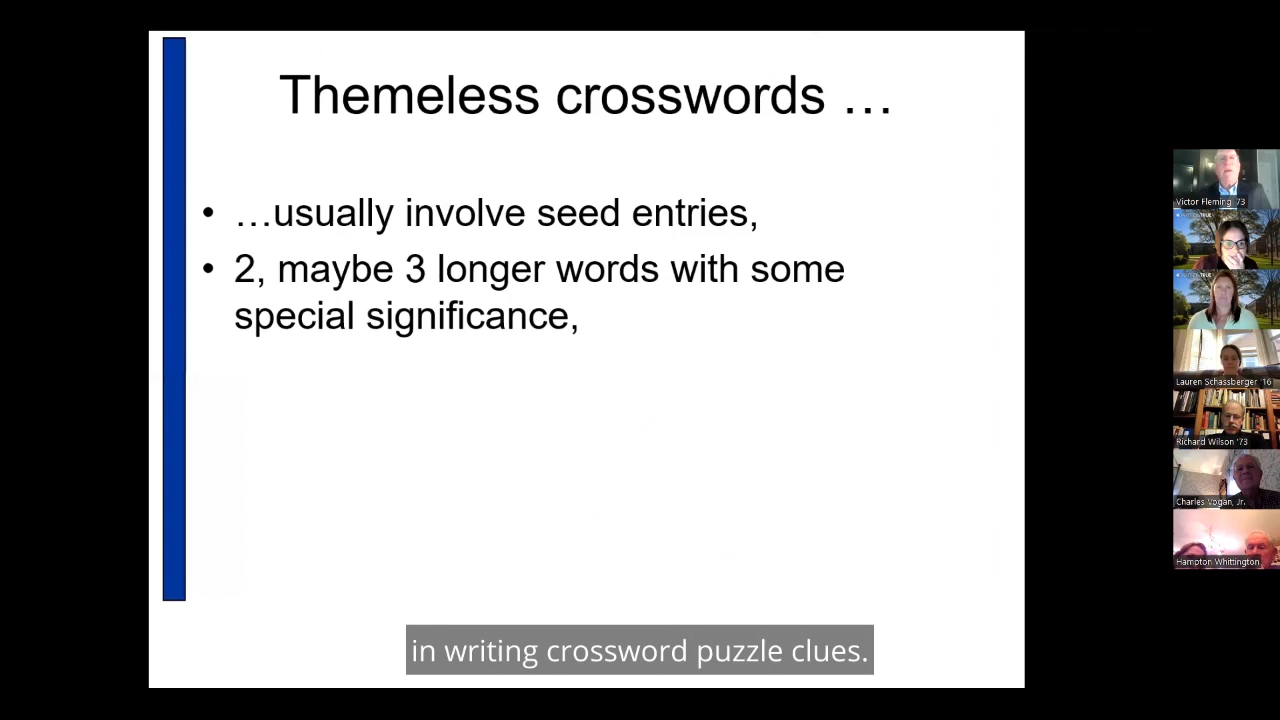 Themeless crosswords …
• …usually involve seed entries,
• 2, maybe 3 longer words with some
special significance,
in writing crossword puzzle clues.
Victor Fleming '73
Lauren Schassberger '16
Richard Wilson '73
Charles Vogan, Jr.
Hampton Whittington